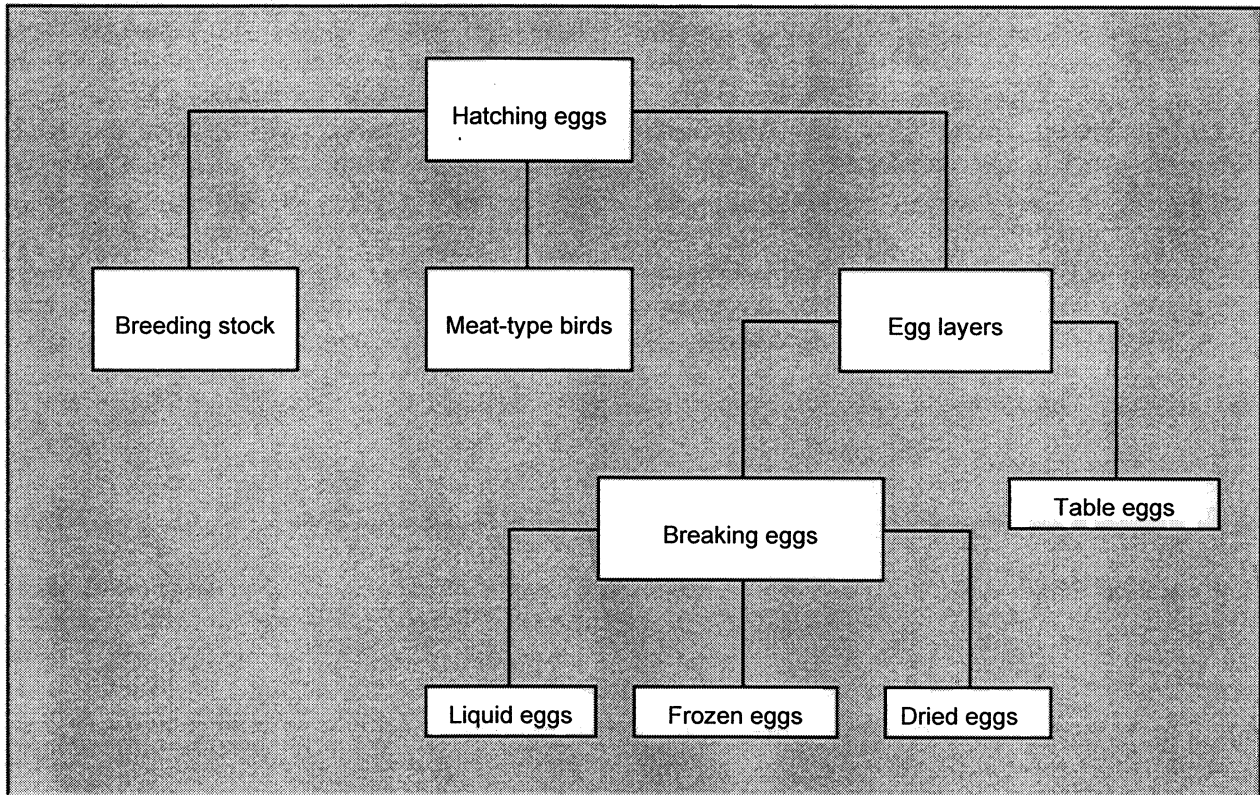 Hatching eggs
Breeding stock
Meat-type birds
Egg layers
Breaking eggs
Table eggs
Liquid eggs
Frozen eggs
Dried eggs